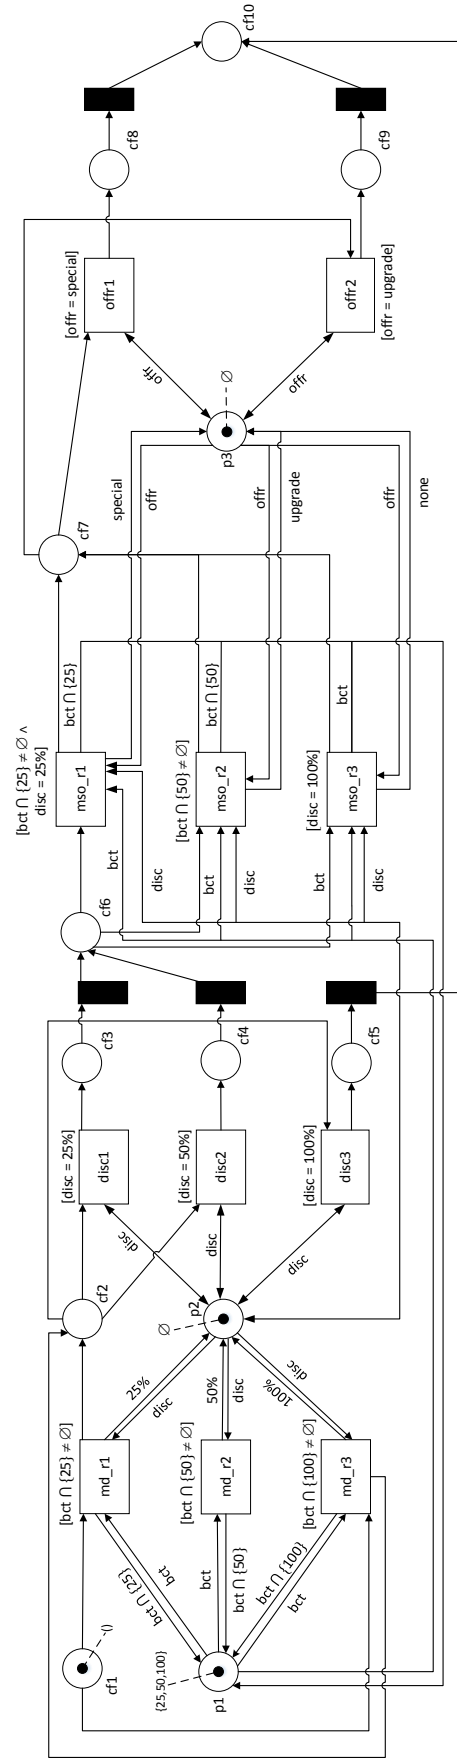 cf1
()
{25,50,100}
p1
bct
bct ⋂ {25}
bct
bct ⋂ {50}
bct ⋂ {100}
bct
[bct ⋂ {25} ≠ ∅]
md_r1
[bct ⋂ {50} ≠ ∅]
md_r2
[bct ⋂ {100} ≠ ∅]
md_r3
25%
disc
50%
disc
disc
100%
cf2
∅
p2
disc
disc
disc
[disc = 25%]
disc1
[disc = 50%]
disc2
[disc = 100%]
disc3
cf3
cf4
cf5
cf6
bct
disc
bct
disc
bct
disc
[bct ⋂ {25} ≠ ∅ ∧
disc = 25%]
mso_r1
[bct ⋂ {50} ≠ ∅]
mso_r2
[disc = 100%]
mso_r3
bct ⋂ {25}
bct ⋂ {50}
bct
cf7
special
offr
offr
upgrade
offr
none
p3
∅
offr
offr
[offr = special]
offr1
offr2
[offr = upgrade]
cf8
cf9
cf10